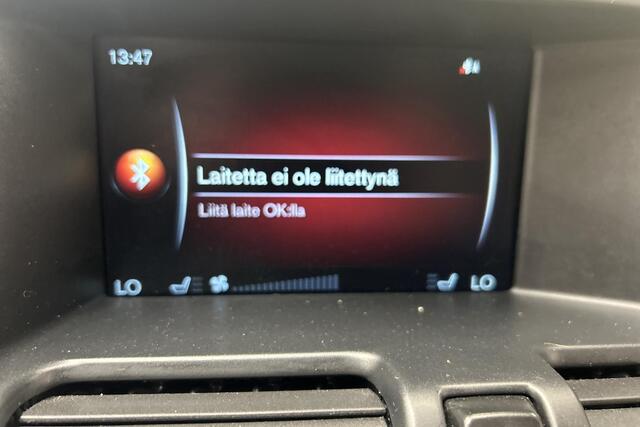 13:47
Laitetta ei ole liitettynä
Liitä laite OK:lla
LO LO